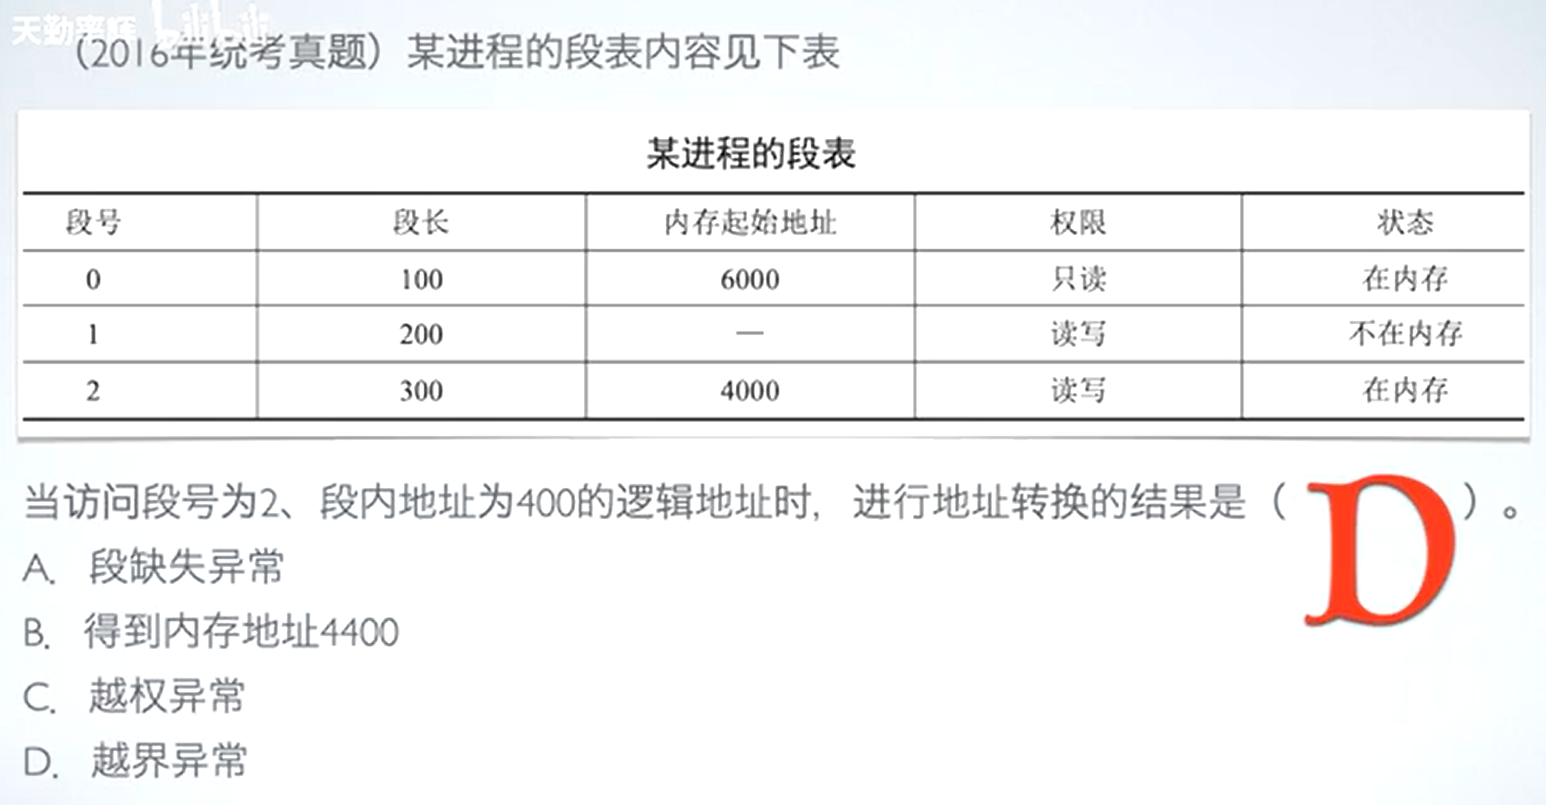 天勤率辉 bilibili
(2016年统考真题）某进程的段表内容见下表
某进程的段表
段号 段长 内存起始地址 权限 状态
0 100 6000 只读 在内存
1 200 — 读写 不在内存
2 300 4000 读写 在内存
当访问段号为2、段内地址为400的逻辑地址时，进行地址转换的结果是（ D ）。
A. 段缺失异常
B. 得到内存地址4400
C. 越权异常
D. 越界异常